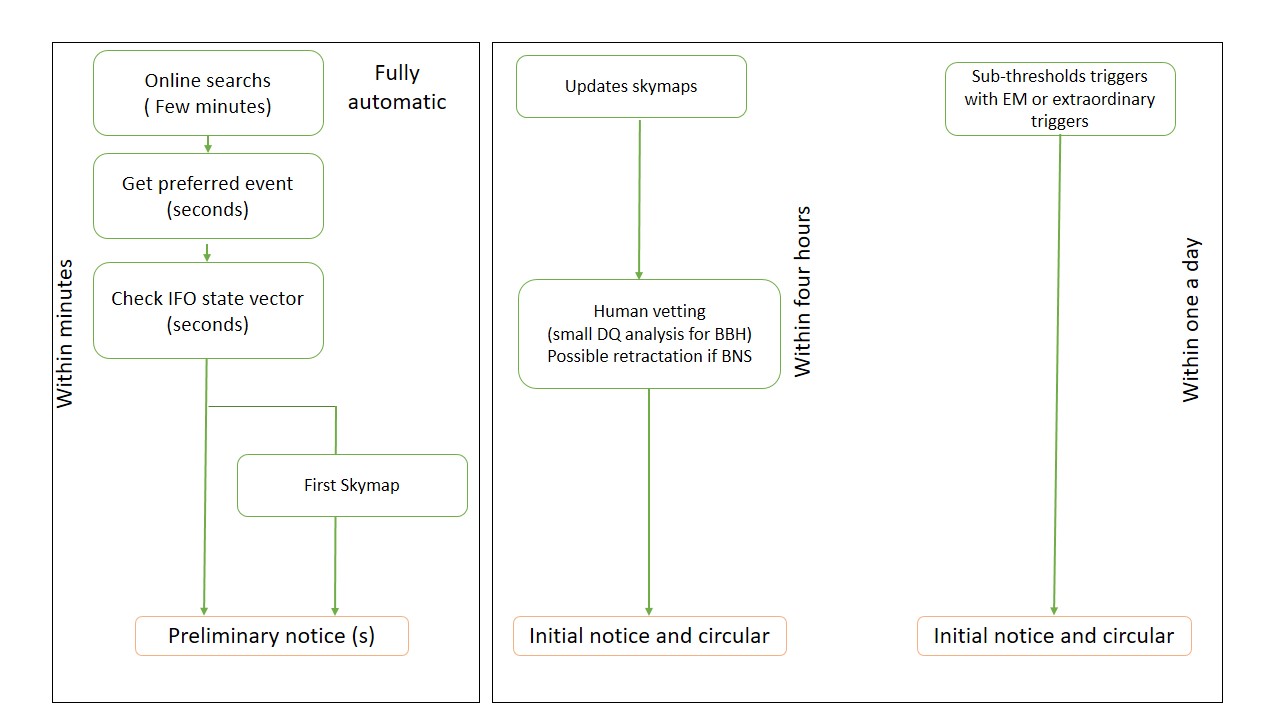 Online searchs
( Few minutes)
Fully
automatic
Get preferred event
(seconds)
Check IFO state vector
(seconds)
Within minutes
First Skymap
Preliminary notice (s)
Updates skymaps
Human vetting
(small DQ analysis for BBH)
Possible retractation if BNS
Within four hours
Initial notice and circular
Sub-thresholds triggers
with EM or extraordinary
triggers
Within one a day
Initial notice and circular